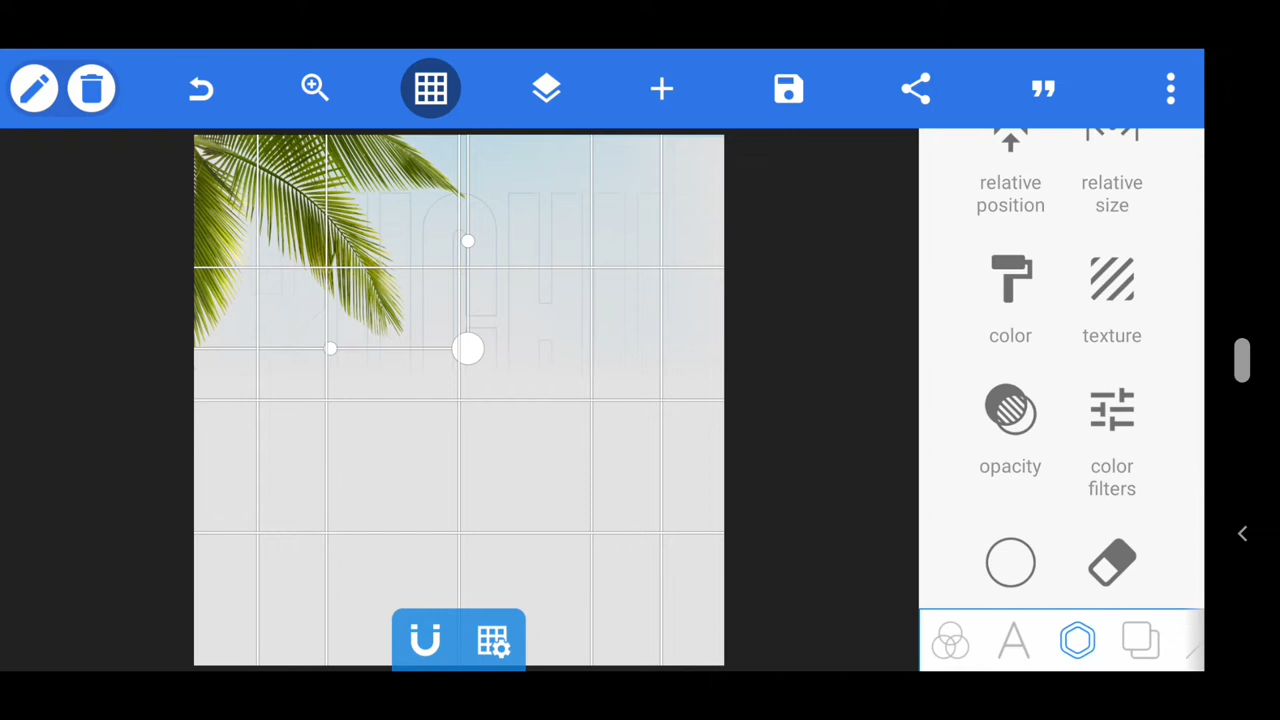 relative
position
relative
size
color
texture
opacity
color
filters